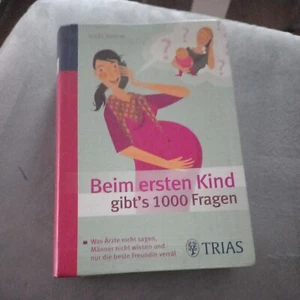 ? ? ?
Beim ersten Kind
gibt's 1000 Fragen
Was Ärzte nicht sagen,
Männer nicht wissen und
nur die beste Freundin verrät
TRIAS